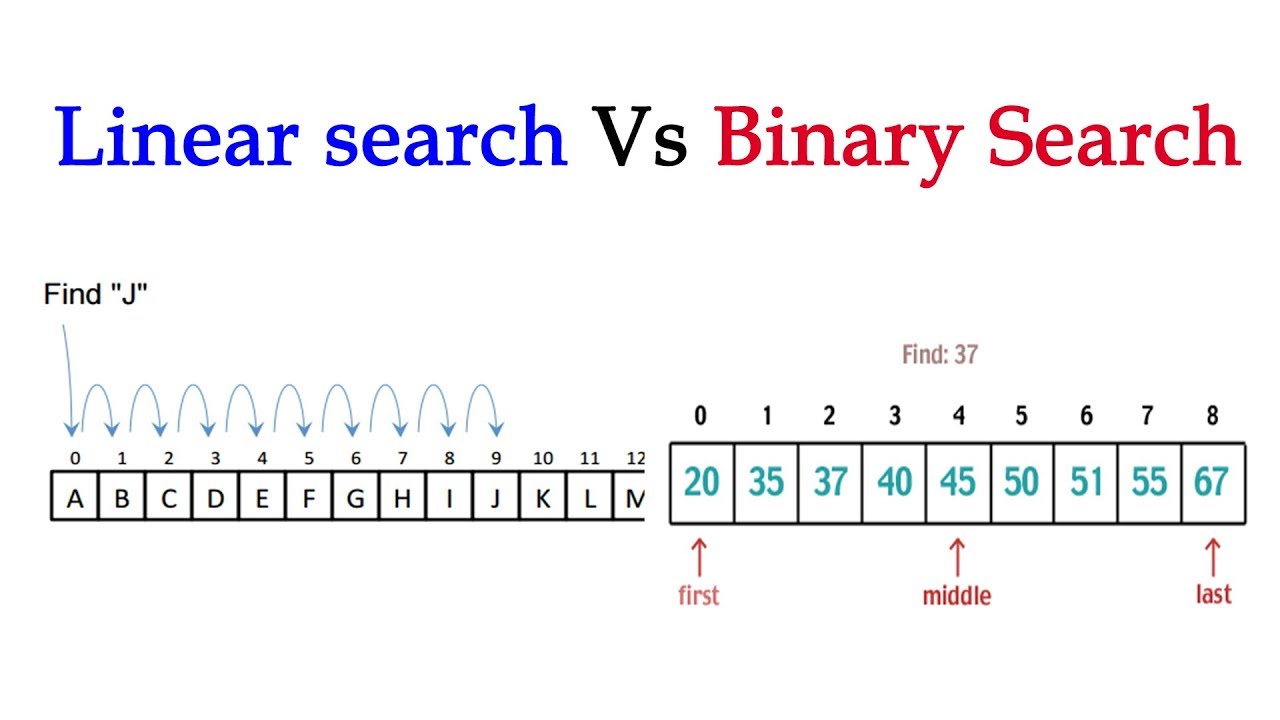 Linear search Vs Binary Search
Find "J"
0 1 2 3 4 5 6 7 8 9 10 11 12
A B C D E F G H I J K L M
Find: 37
0 1 2 3 4 5 6 7 8
20 35 37 40 45 50 51 55 67
first middle last